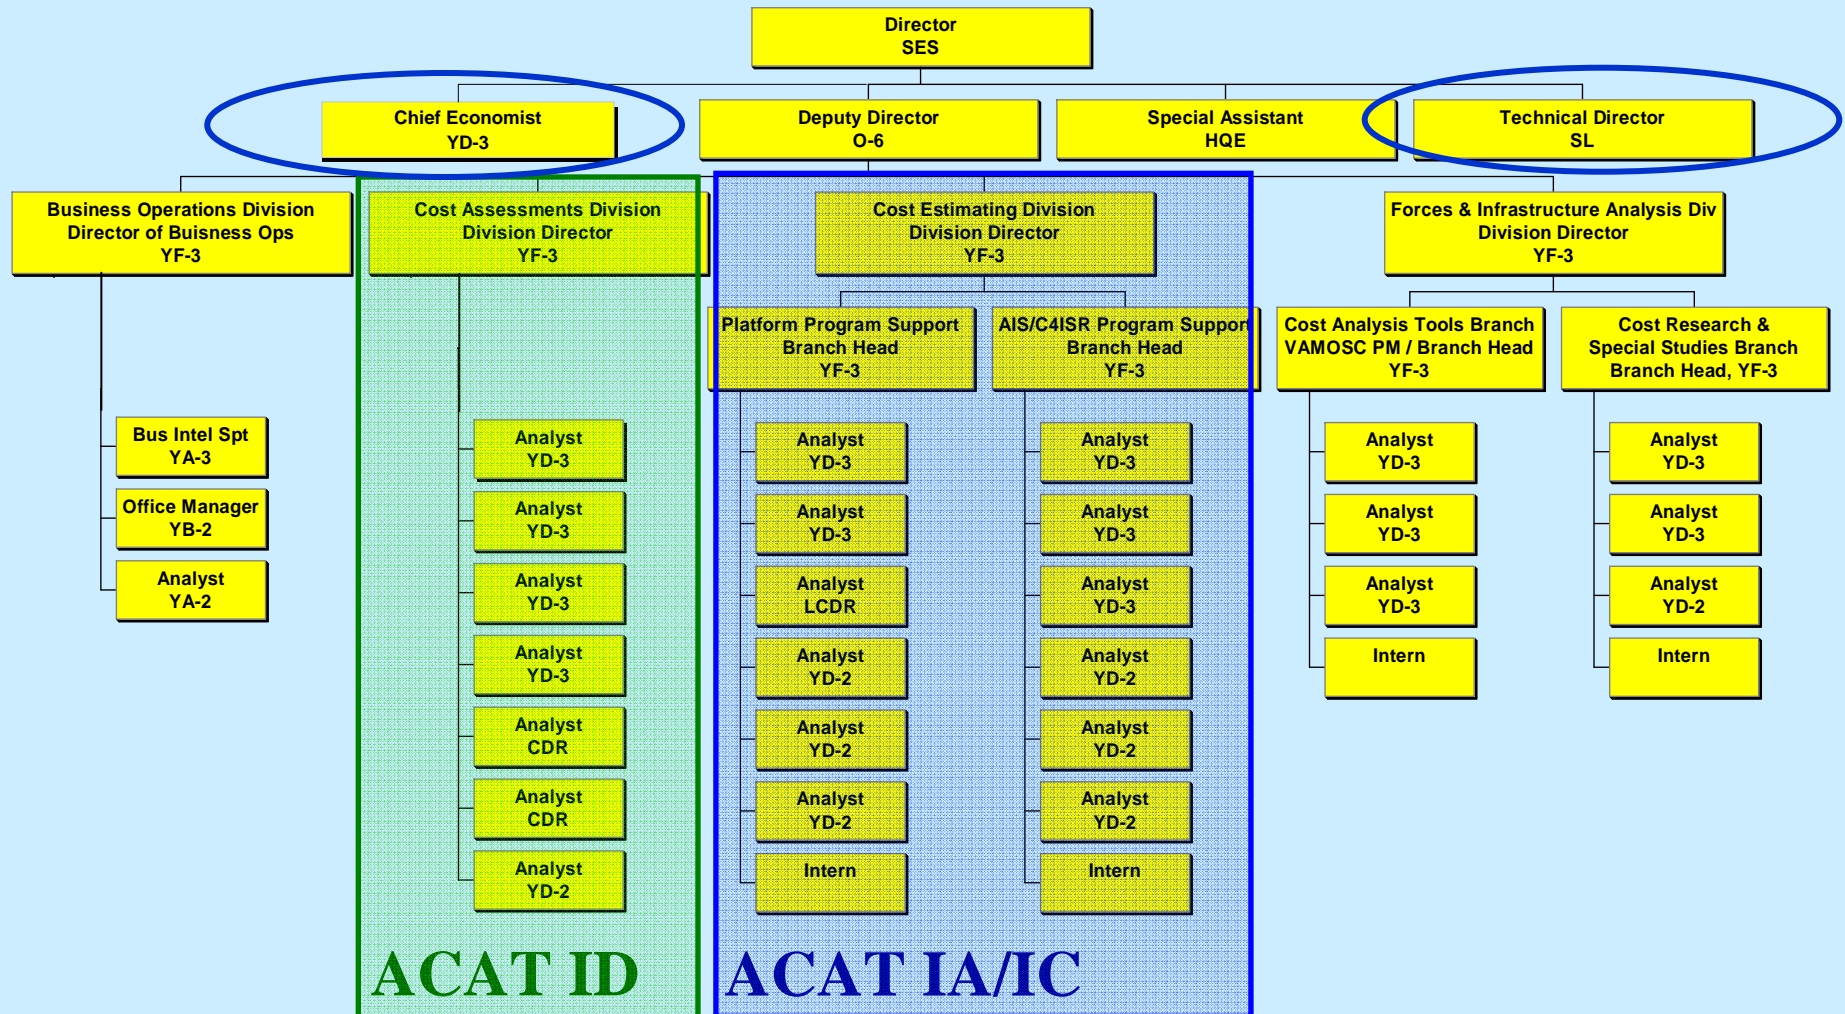 Director
SES
Chief Economist
YD-3
Deputy Director
O-6
Special Assistant
HQE
Technical Director
SL
Business Operations Division
Director of Buisness Ops
YF-3
Cost Assessments Division
Division Director
YF-3
Cost Estimating Division
Division Director
YF-3
Forces & Infrastructure Analysis Div
Division Director
YF-3
Platform Program Support
Branch Head
YF-3
AIS/C4ISR Program Support
Branch Head
YF-3
Cost Analysis Tools Branch
VAMOSC PM / Branch Head
YF-3
Cost Research &
Special Studies Branch
Branch Head, YF-3
Bus Intel Spt
YA-3
Office Manager
YB-2
Analyst
YA-2
Analyst
YD-3
Analyst
YD-3
Analyst
YD-3
Analyst
YD-3
Analyst
CDR
Analyst
CDR
Analyst
YD-2
Analyst
YD-3
Analyst
YD-3
Analyst
LCDR
Analyst
YD-2
Analyst
YD-2
Analyst
YD-2
Intern
Analyst
YD-3
Analyst
YD-3
Analyst
YD-3
Analyst
YD-2
Analyst
YD-2
Analyst
YD-2
Intern
Analyst
YD-3
Analyst
YD-3
Analyst
YD-3
Intern
Analyst
YD-3
Analyst
YD-3
Analyst
YD-2
Intern
ACAT ID
ACAT IA/IC